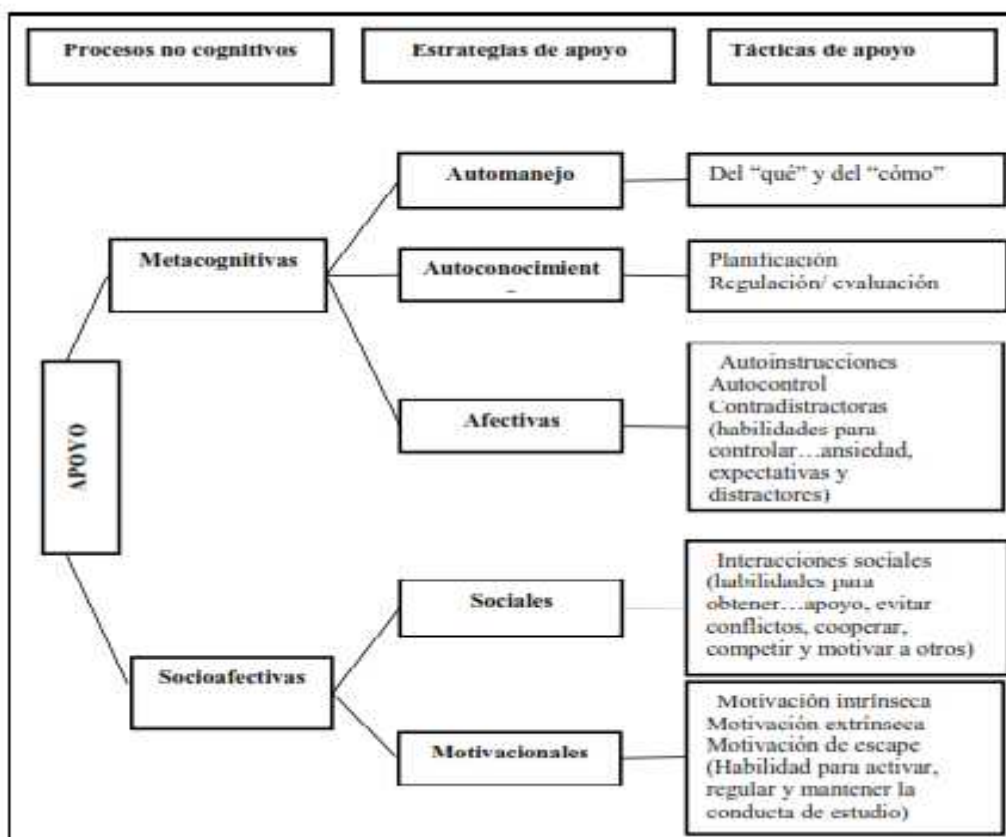 Procesos no cognitivos
Estrategias de apoyo
Tácticas de apoyo
APOYO
Metacognitivas
Automanejo
Del “qué” y del “cómo”
Autoconocimient
Planificación
Regulación/ evaluación
Afectivas
Autoinstrucciones
Autocontrol
Contradistractoras
(habilidades para
controlar…ansiedad,
expectativas y
distractores)
Socioafectivas
Sociales
Interacciones sociales
(habilidades para
obtener…apoyo, evitar
conflictos, cooperar,
competir y motivar a otros)
Motivacionales
Motivación intrínseca
Motivación extrínseca
Motivación de escape
(Habilidad para activar,
regular y mantener la
conducta de estudio)